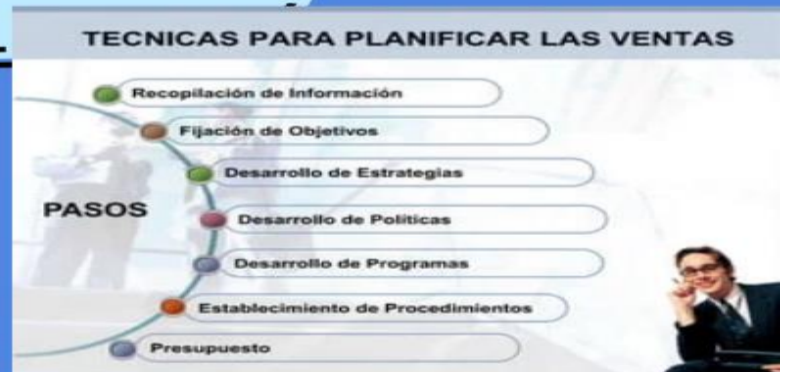 TECNICAS PARA PLANIFICAR LAS VENTAS
Recopilación de Información
Fijación de Objetivos
Desarrollo de Estrategias
PASOS
Desarrollo de Políticas
Desarrollo de Programas
Establecimiento de Procedimientos
Presupuesto